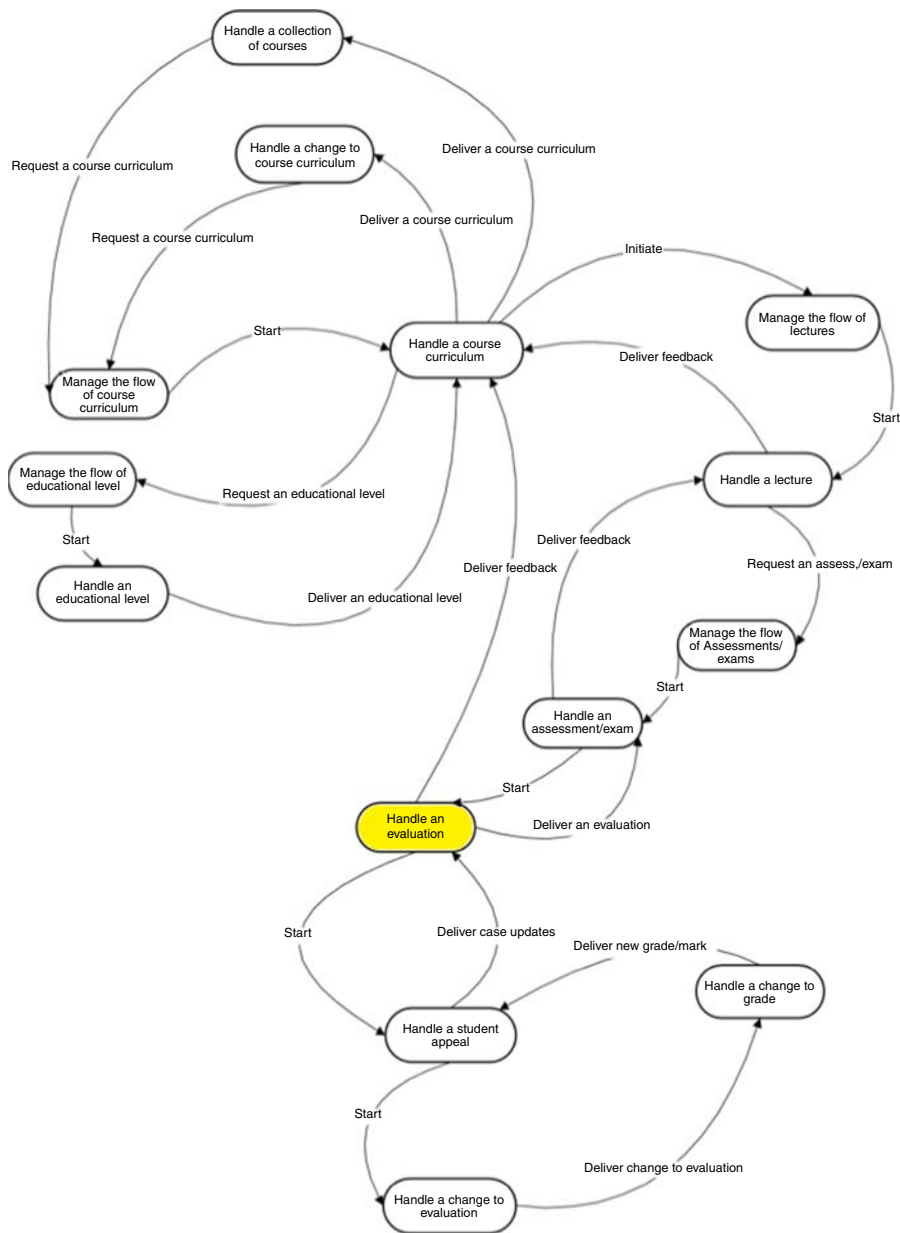 Handle a collection
of courses
Handle a change to
course curriculum
Deliver a course curriculum
Request a course curriculum
Deliver a course curriculum
Request a course curriculum
Initiate
Manage the flow of
lectures
Start
Handle a course
curriculum
Deliver feedback
Manage the flow
of course
curriculum
Start
Manage the flow of
educational level
Handle a lecture
Request an educational level
Start
Deliver feedback
Deliver feedback
Request an assess,/exam
Handle an
educational level
Deliver an educational level
Manage the flow
of Assessments/
exams
Start
Handle an
assessment/exam
Start
Handle an
evaluation
Deliver an evaluation
Start
Deliver case updates
Deliver new grade/mark
Handle a change to
grade
Handle a student
appeal
Start
Deliver change to evaluation
Handle a change to
evaluation